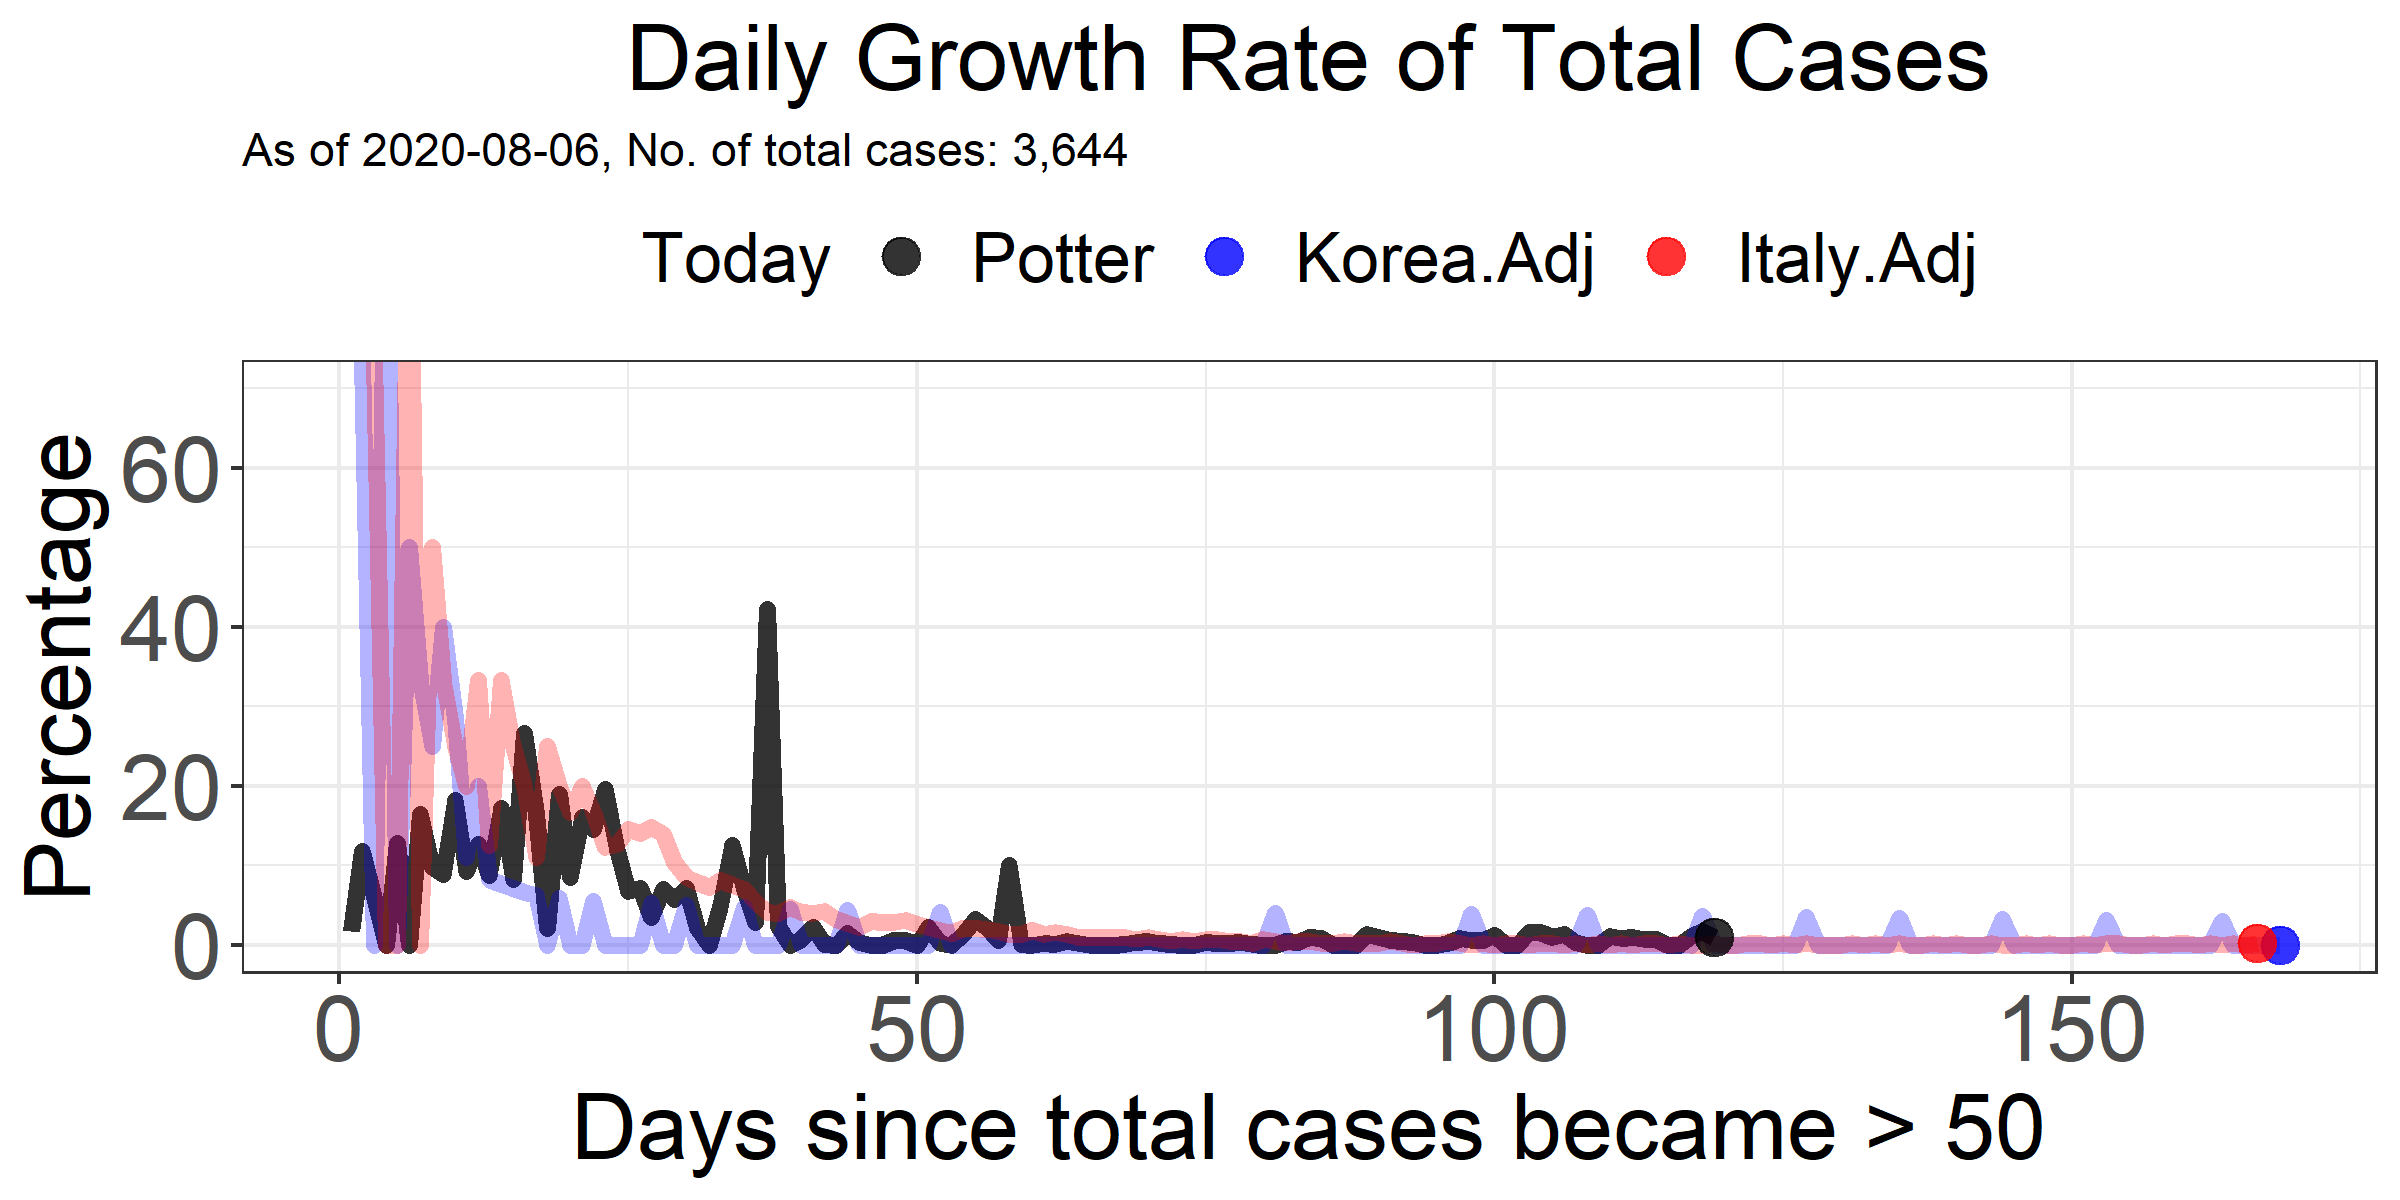 Daily Growth Rate of Total Cases
As of 2020-08-06, No. of total cases: 3,644
Today Potter Korea.Adj Italy.Adj
Percentage
60
40
20
0
0 50 100 150
Days since total cases became > 50